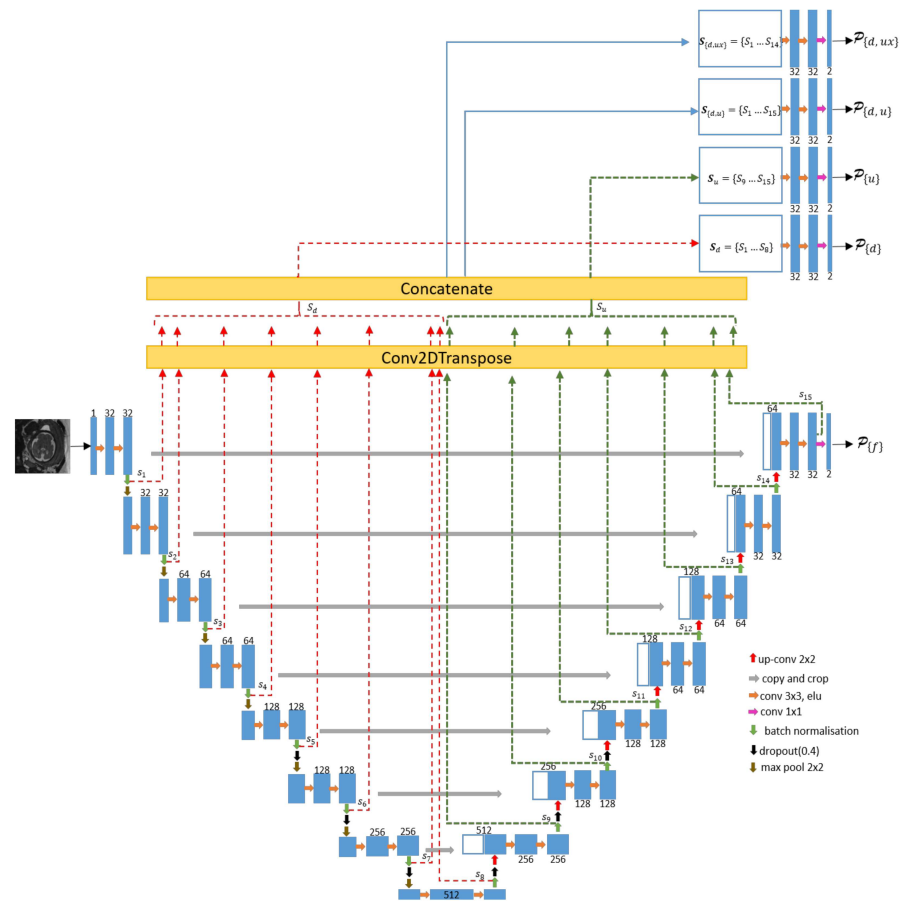 S{d,ux} = {S1 ... S14} 32 32 2 𝒫{d, ux}
S{d,u} = {S1 ... S15} 32 32 2 𝒫{d, u}
Su = {S9 ... S15} 32 32 2 𝒫{u}
Sd = {S1 ... S8} 32 32 2 𝒫{d}
Concatenate
Sd Su
Conv2DTranspose
s15
1 32 32 64
32 32 2 𝒫{f}
s1 s14
32 32 64
32 32
s2 s13
64 64 128
64 64
s3 s12
64 64 128
64 64
s4 s11
128 128 256
128 128
s5 s10
128 128 256
128 128
s6 s9
256 256 512
256 256
s7 s8
512
up-conv 2x2
copy and crop
conv 3x3, elu
conv 1x1
batch normalisation
dropout(0.4)
max pool 2x2